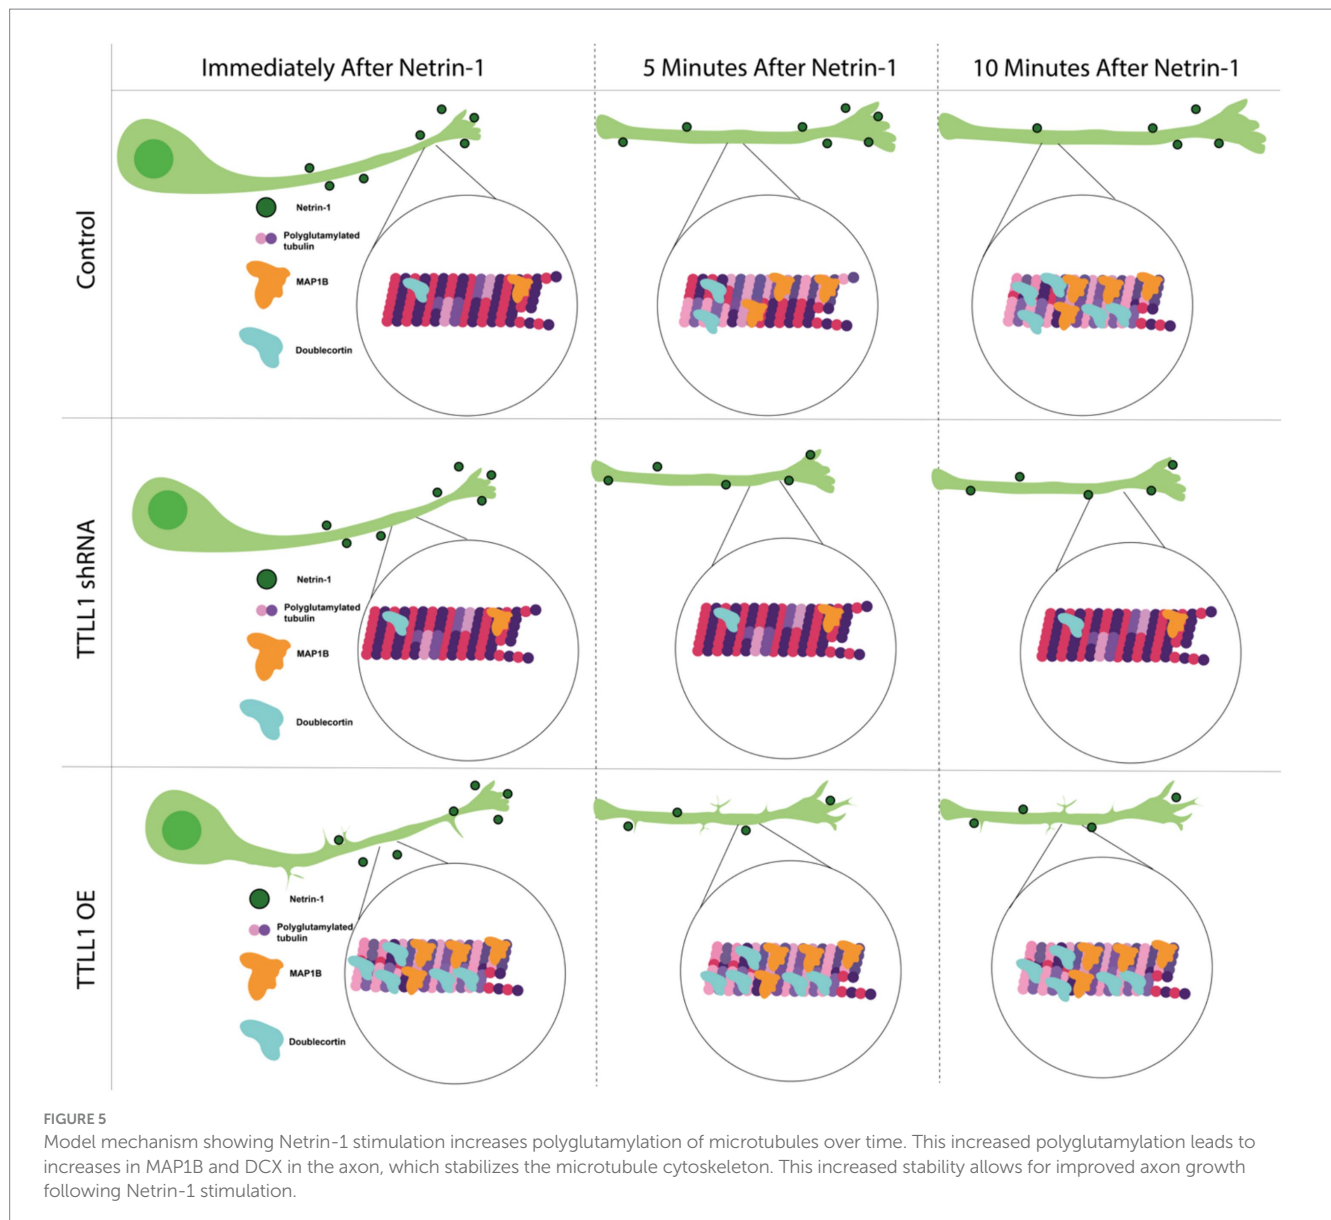 Immediately After Netrin-1
5 Minutes After Netrin-1
10 Minutes After Netrin-1
Control
Netrin-1
Polyglutamylated
tubulin
MAP1B
Doublecortin
TTLL1 shRNA
Netrin-1
Polyglutamylated
tubulin
MAP1B
Doublecortin
TTLL1 OE
Netrin-1
Polyglutamylated
tubulin
MAP1B
Doublecortin
FIGURE 5
Model mechanism showing Netrin-1 stimulation increases polyglutamylation of microtubules over time. This increased polyglutamylation leads to
increases in MAP1B and DCX in the axon, which stabilizes the microtubule cytoskeleton. This increased stability allows for improved axon growth
following Netrin-1 stimulation.